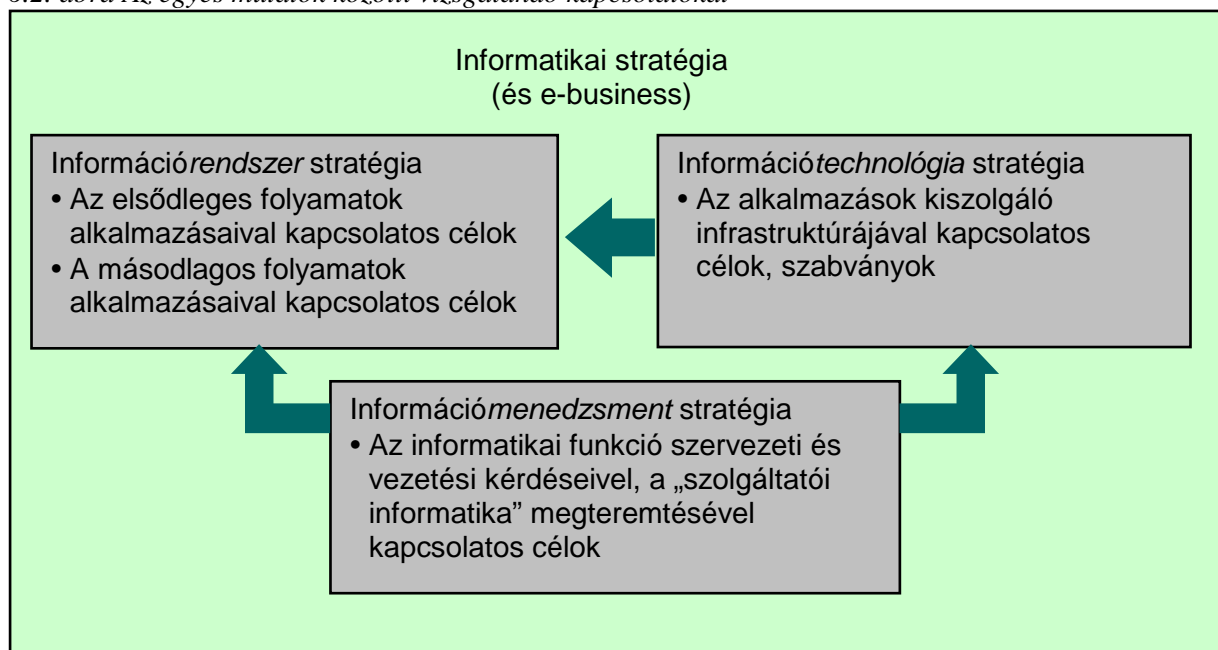 Informatikai stratégia
(és e-business)
Információrendszer stratégia
• Az elsődleges folyamatok
alkalmazásaival kapcsolatos célok
• A másodlagos folyamatok
alkalmazásaival kapcsolatos célok
Információtechnológia stratégia
• Az alkalmazások kiszolgáló
infrastruktúrájával kapcsolatos
célok, szabványok
Információmenedzsment stratégia
• Az informatikai funkció szervezeti és
vezetési kérdéseivel, a „szolgáltatói
informatika” megteremtésével
kapcsolatos célok